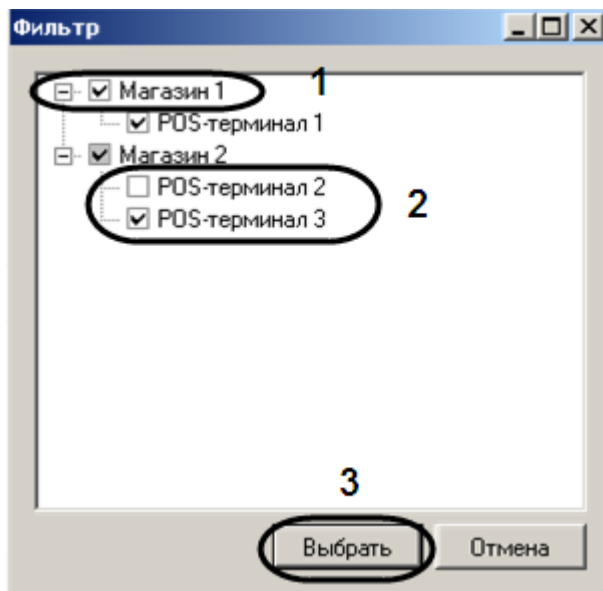 Фильтр
Магазин 1 1
POS-терминал 1
Магазин 2
POS-терминал 2 2
POS-терминал 3
3
Выбрать Отмена